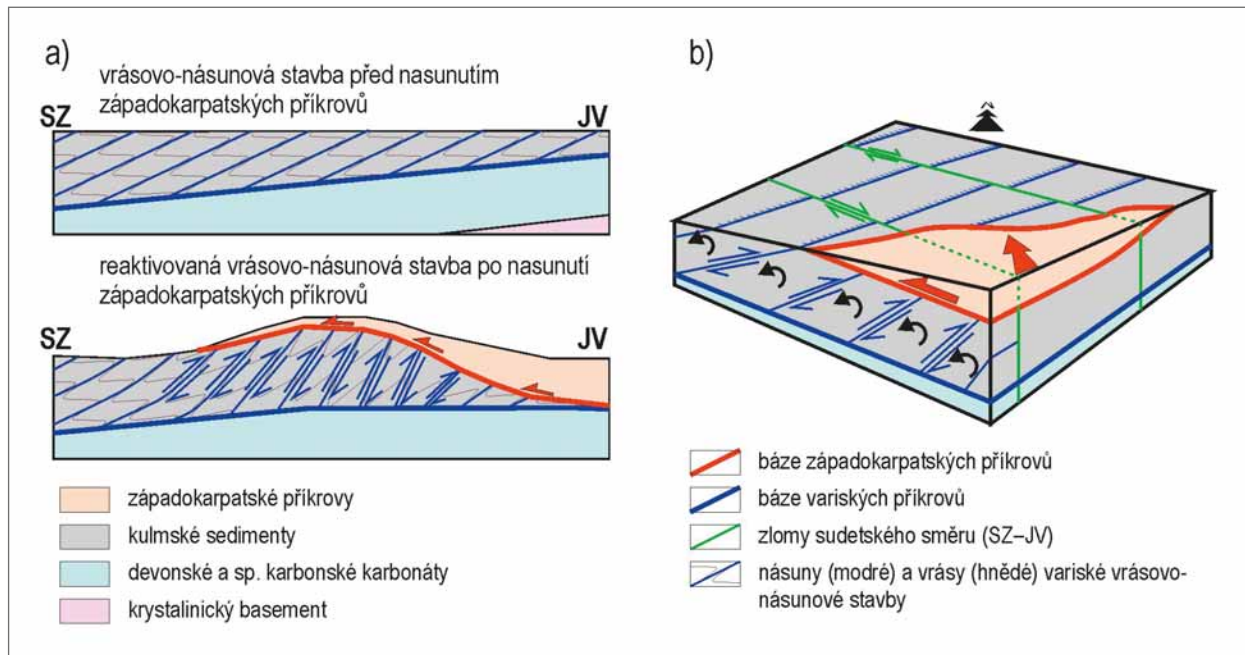 a)
vrásovo-násunová stavba před nasunutím
západokarpatských příkrovů
SZ
JV
reaktivovaná vrásovo-násunová stavba po nasunutí
západokarpatských příkrovů
SZ
JV
západokarpatské příkrovy
kulmské sedimenty
devonské a sp. karbonské karbonáty
krystalinický basement
b)
báze západokarpatských příkrovů
báze variských příkrovů
zlomy sudetského směru (SZ–JV)
násuny (modré) a vrásy (hnědé) variské vrásovo-
násunové stavby